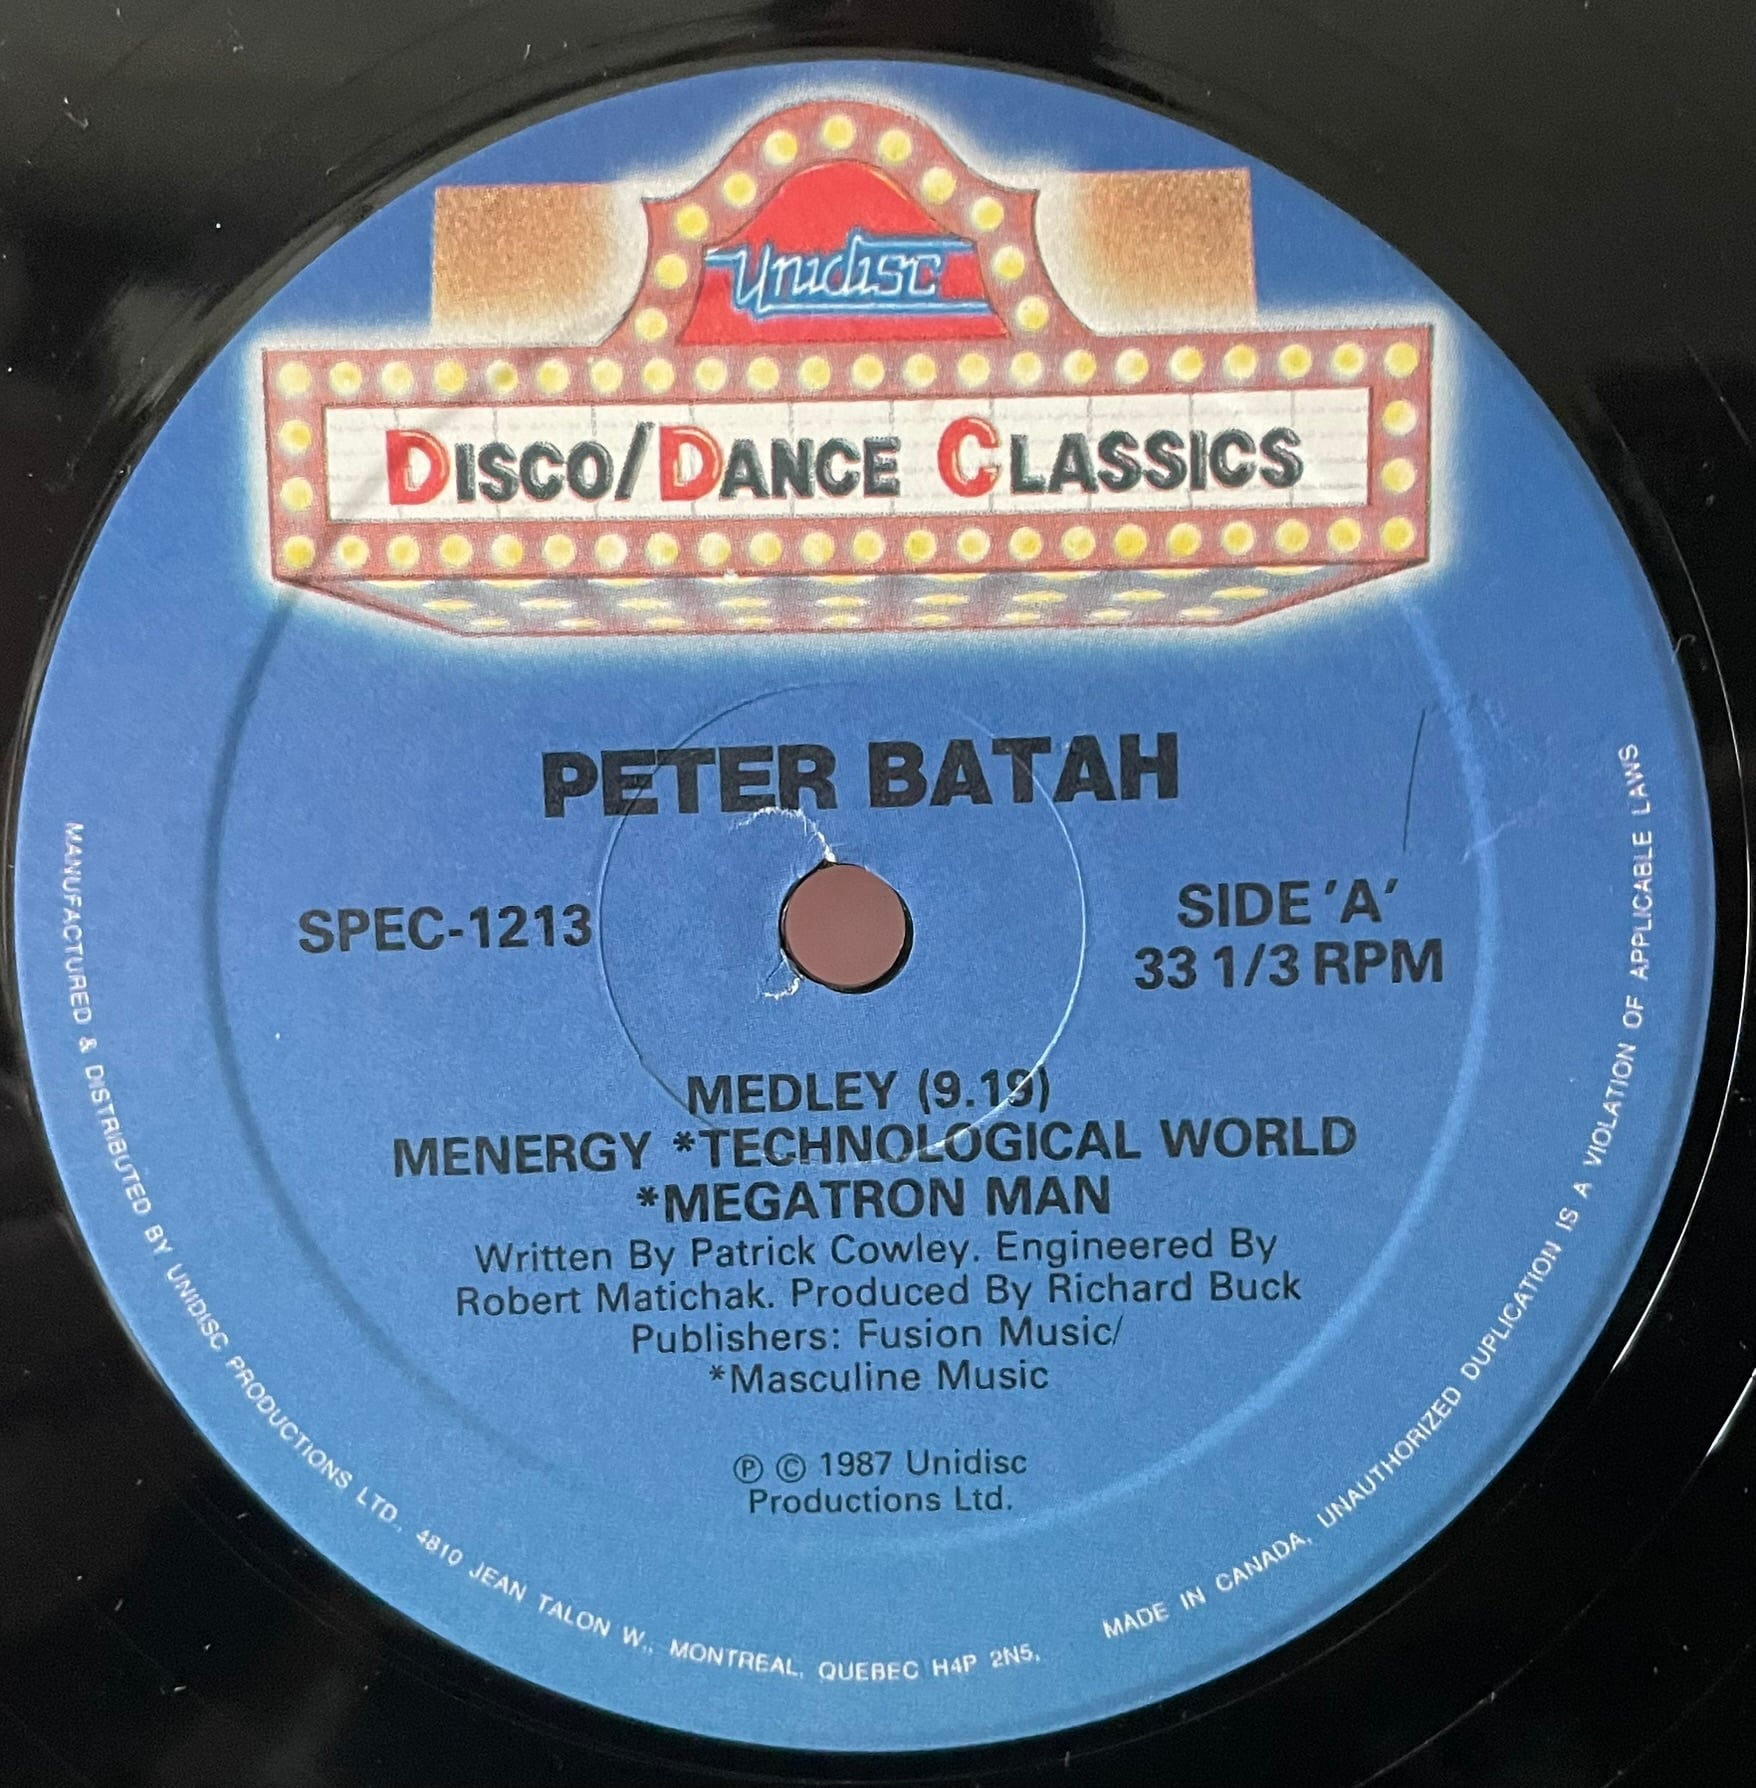 Unidisc
DISCO/DANCE CLASSICS
PETER BATAH
SPEC-1213
SIDE 'A'
33 1/3 RPM
MEDLEY (9.19)
MENERGY *TECHNOLOGICAL WORLD
*MEGATRON MAN
Written By Patrick Cowley. Engineered By
Robert Matichak. Produced By Richard Buck
Publishers: Fusion Music/
*Masculine Music
℗ © 1987 Unidisc
Productions Ltd.
MANUFACTURED & DISTRIBUTED BY UNIDISC PRODUCTIONS LTD. 4810 JEAN TALON W., MONTREAL, QUEBEC H4P 2N5. MADE IN CANADA. UNAUTHORIZED DUPLICATION IS A VIOLATION OF APPLICABLE LAWS